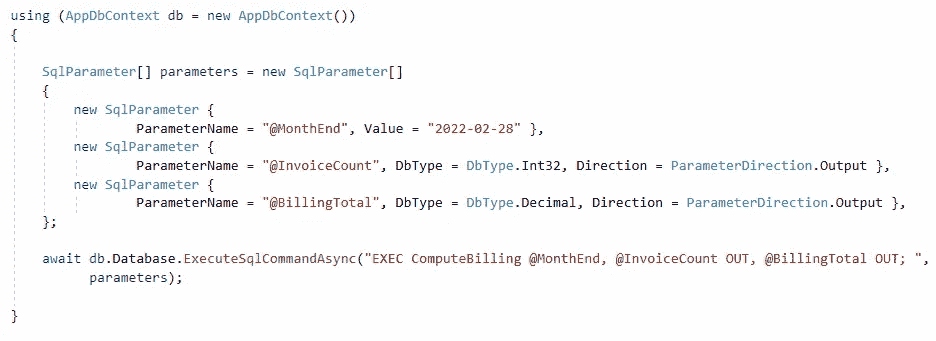 using (AppDbContext db = new AppDbContext())
{
SqlParameter[] parameters = new SqlParameter[]
{
new SqlParameter {
ParameterName = "@MonthEnd", Value = "2022-02-28" },
new SqlParameter {
ParameterName = "@InvoiceCount", DbType = DbType.Int32, Direction = ParameterDirection.Output },
new SqlParameter {
ParameterName = "@BillingTotal", DbType = DbType.Decimal, Direction = ParameterDirection.Output },
};
await db.Database.ExecuteSqlCommandAsync("EXEC ComputeBilling @MonthEnd, @InvoiceCount OUT, @BillingTotal OUT; ",
parameters);
}